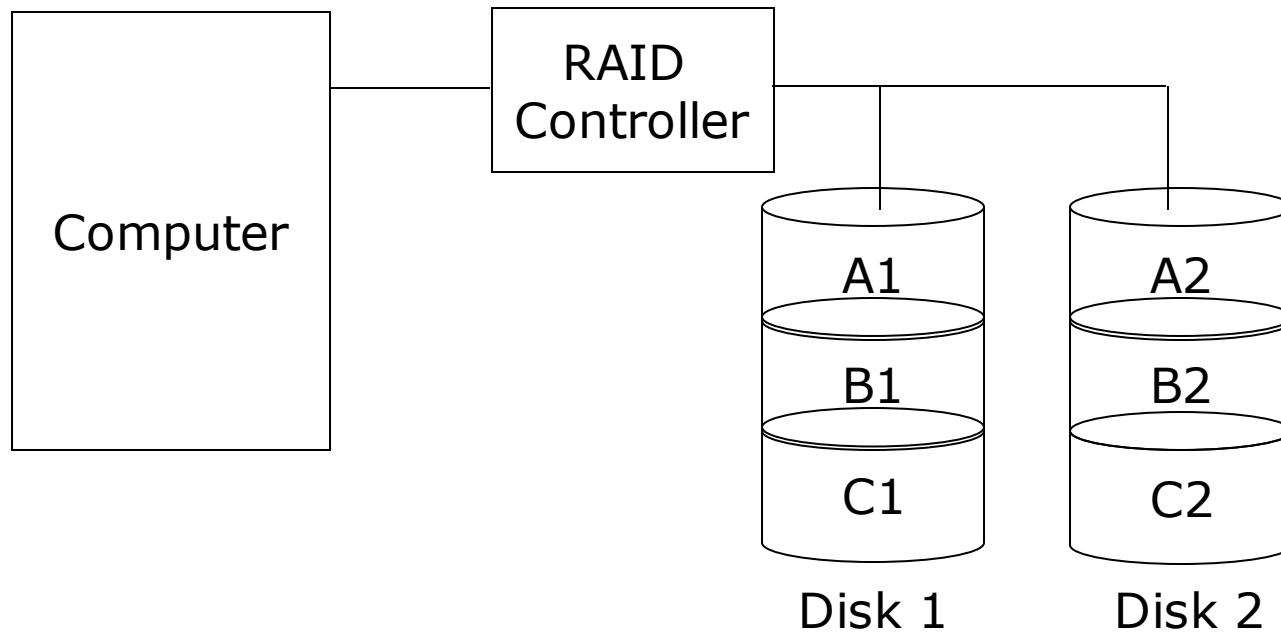 RAID
Controller
Computer
A1
A2
B1
B2
C1
C2
Disk 1
Disk 2